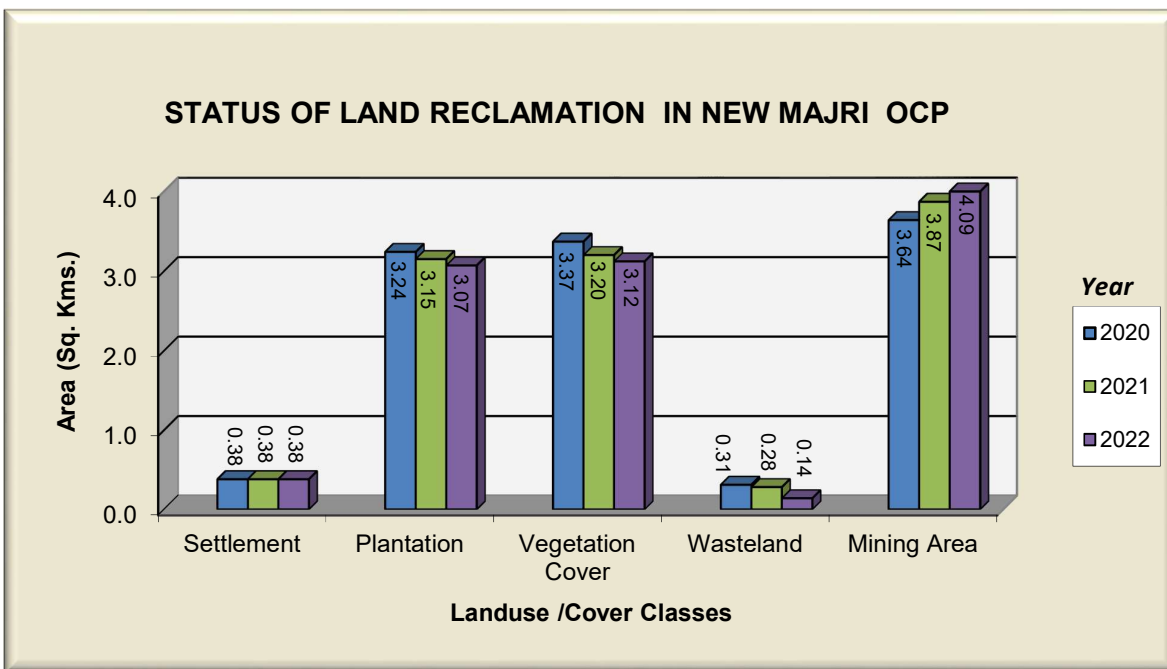 STATUS OF LAND RECLAMATION IN NEW MAJRI OCP
4.0
3.0
2.0
1.0
0.0
Area (Sq. Kms.)
0.38
0.38
0.38
3.24
3.15
3.07
3.37
3.20
3.12
0.31
0.28
0.14
3.64
3.87
4.09
Settlement
Plantation
Vegetation
Cover
Wasteland
Mining Area
Landuse /Cover Classes
Year
2020
2021
2022